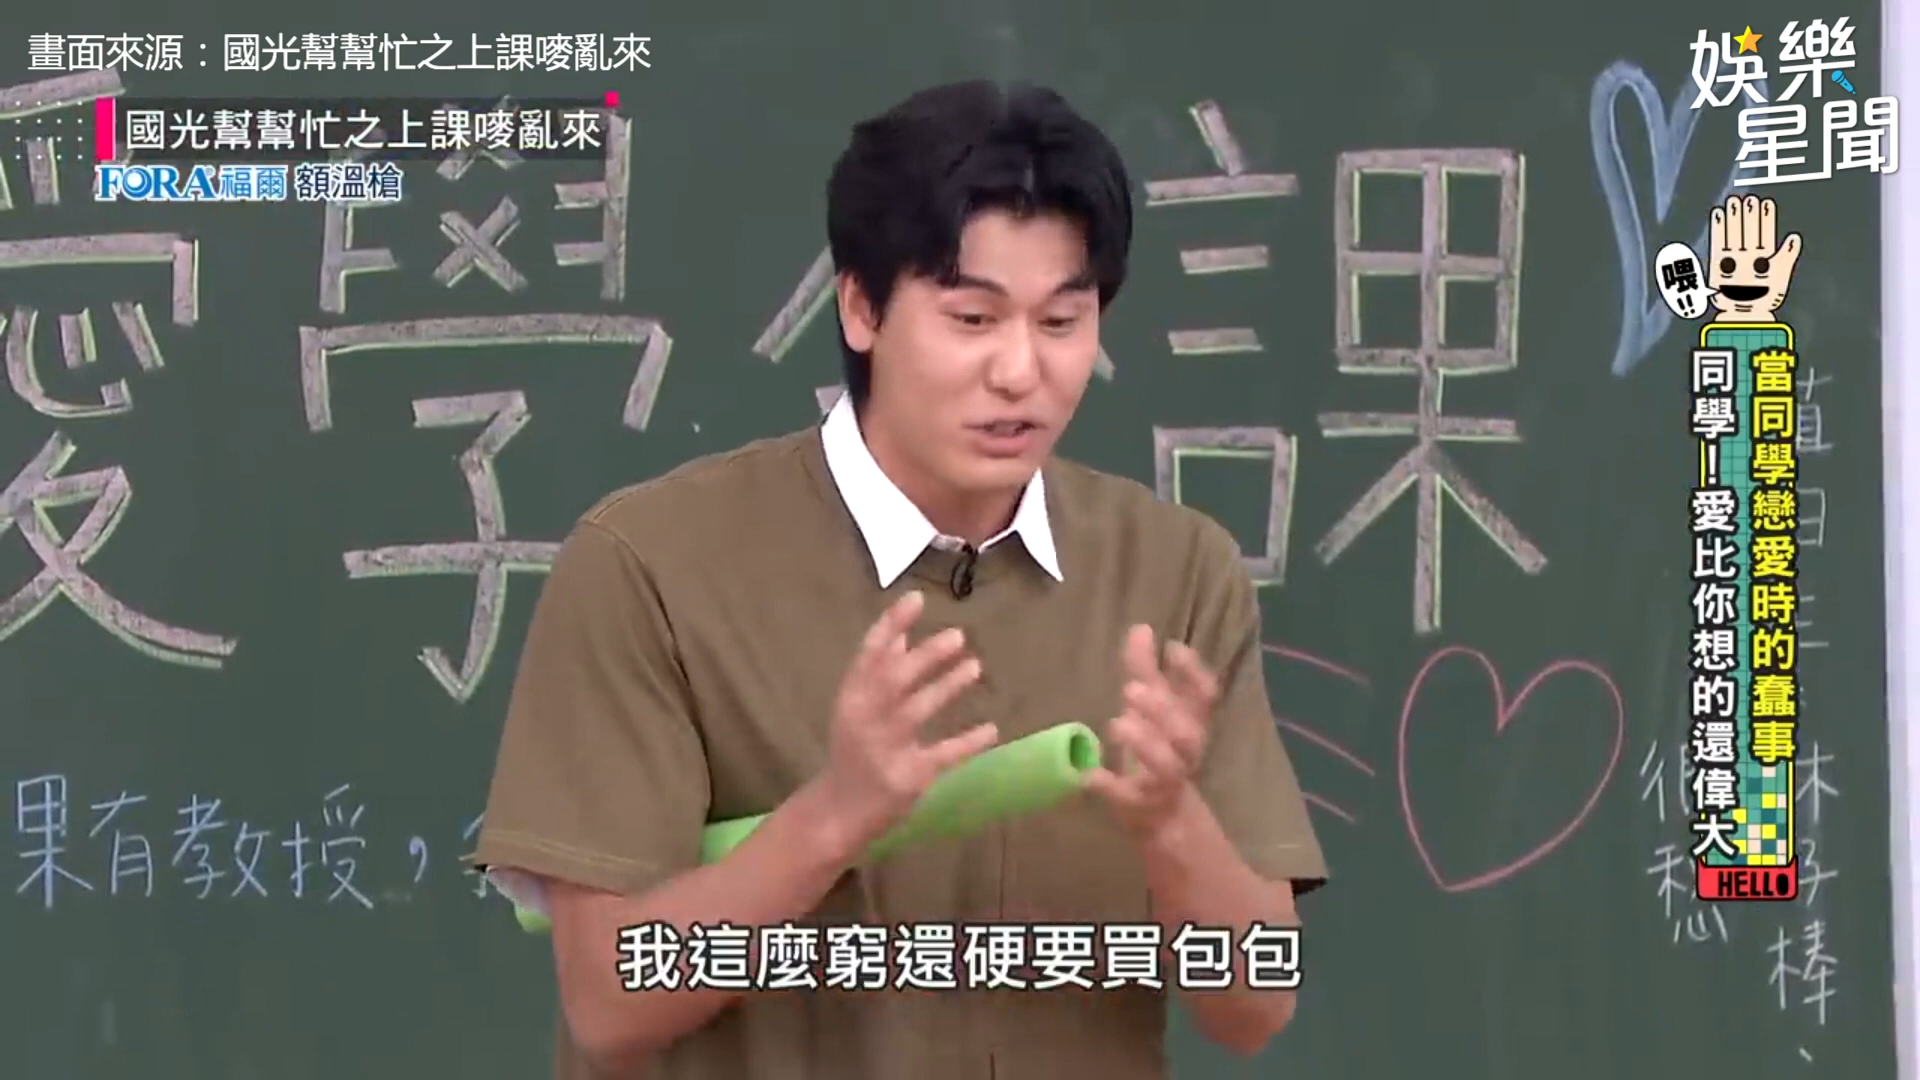 畫面來源：國光幫幫忙之上課嘜亂來
國光幫幫忙之上課嘜亂來
FORA福爾 額溫槍
娛樂
星聞
喂!!
當同學戀愛時的蠢事
同學！愛比你想的還偉大
HELLO
愛學 課
果有教授，
我這麼窮還硬要買包包